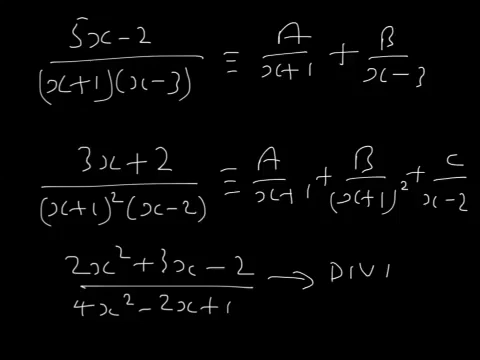 (5x-2)/((x+1)(x-3)) ≡ A/(x+1) + B/(x-3)
(3x+2)/((x+1)²(x-2)) ≡ A/(x+1) + B/(x+1)² + C/(x-2)
(2x²+3x-2)/(4x²-2x+1) → DIVI